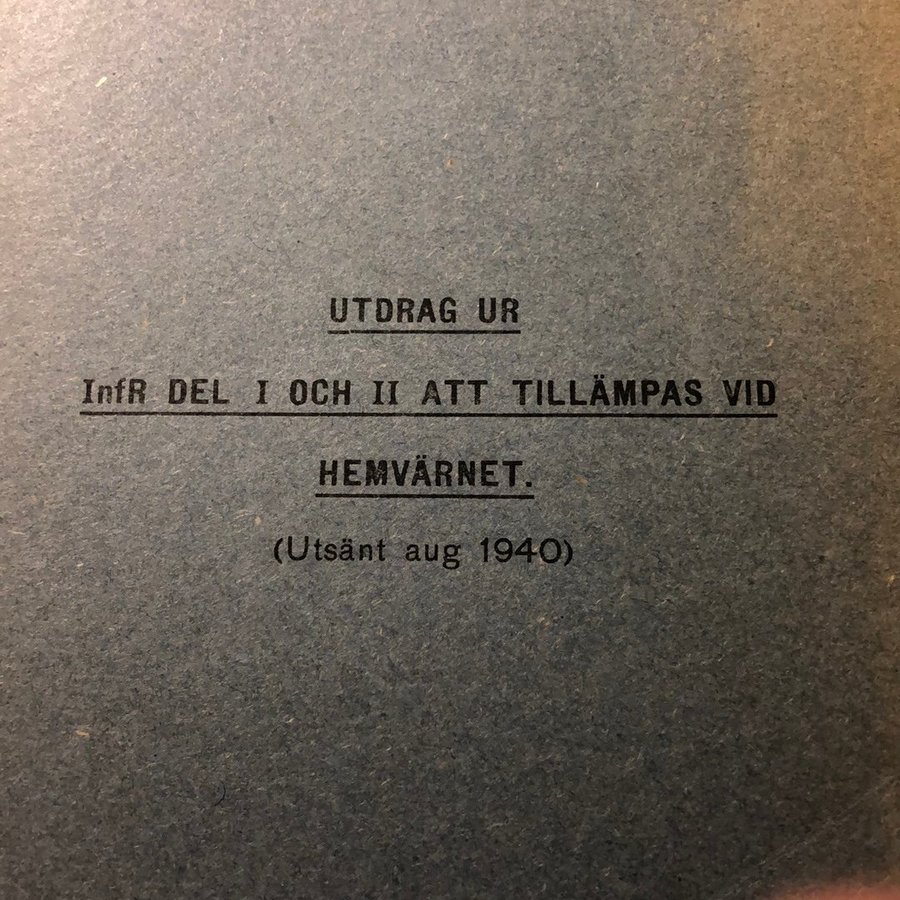 UTDRAG UR
InfR DEL I OCH II ATT TILLÄMPAS VID
HEMVÄRNET.
(Utsänt aug 1940)